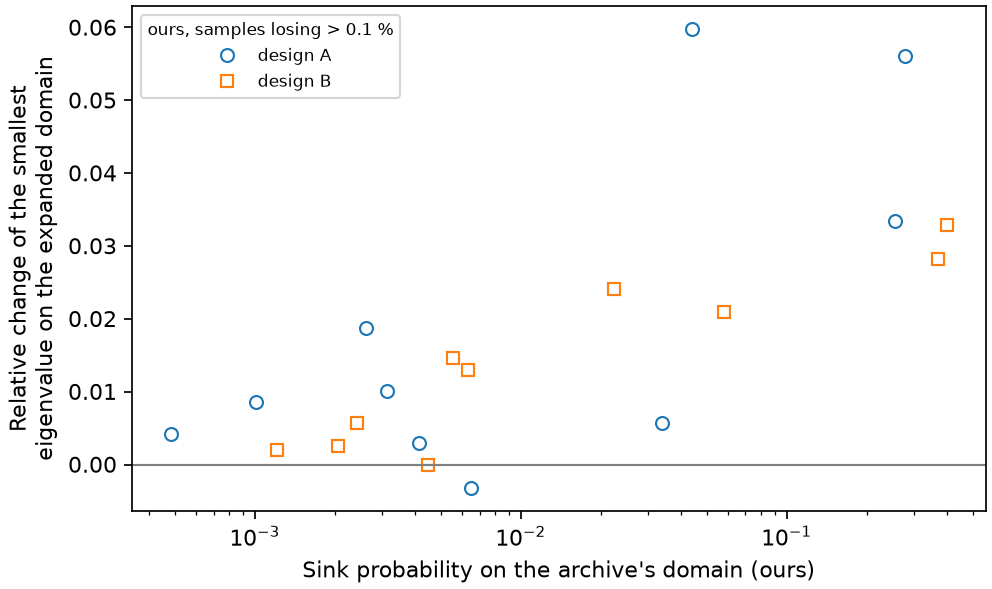 ours, samples losing > 0.1 %
design A
design B
0.06
0.05
0.04
0.03
0.02
0.01
0.00
Relative change of the smallest
eigenvalue on the expanded domain
10⁻³
10⁻²
10⁻¹
Sink probability on the archive's domain (ours)